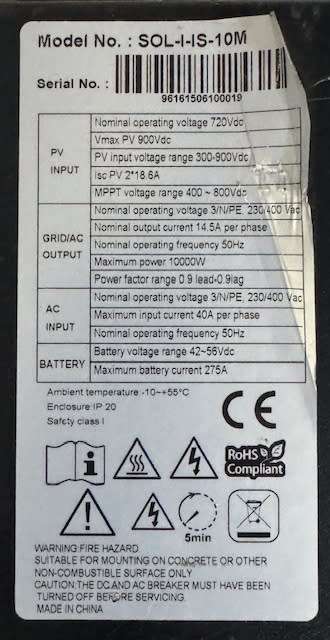 Model No. : SOL-I-IS-10M
Serial No. :
96161506100019
PV INPUT
Nominal operating voltage 720Vdc
Vmax PV 900Vdc
PV input voltage range 300-900Vdc
Isc PV 2*18.6A
MPPT voltage range 400 ~ 800Vdc
GRID/AC OUTPUT
Nominal operating voltage 3/N/PE, 230/400 Vac
Nominal output current 14.5A per phase
Nominal operating frequency 50Hz
Maximum power 10000W
Power factor range 0.9 lead-0.9lag
AC INPUT
Nominal operating voltage 3/N/PE, 230/400 Vac
Maximum input current 40A per phase
Nominal operating frequency 50Hz
BATTERY
Battery voltage range 42~56Vdc
Maximum battery current 275A
Ambient temperature -10~+55°C
Enclosure:IP 20
Safety class I
CE
RoHS
Compliant
5min
WARNING:FIRE HAZARD
SUITABLE FOR MOUNTING ON CONCRETE OR OTHER
NON-COMBUSTIBLE SURFACE ONLY
CAUTION:THE DC AND AC BREAKER MUST HAVE BEEN
TURNED OFF BEFORE SERVICING.
MADE IN CHINA